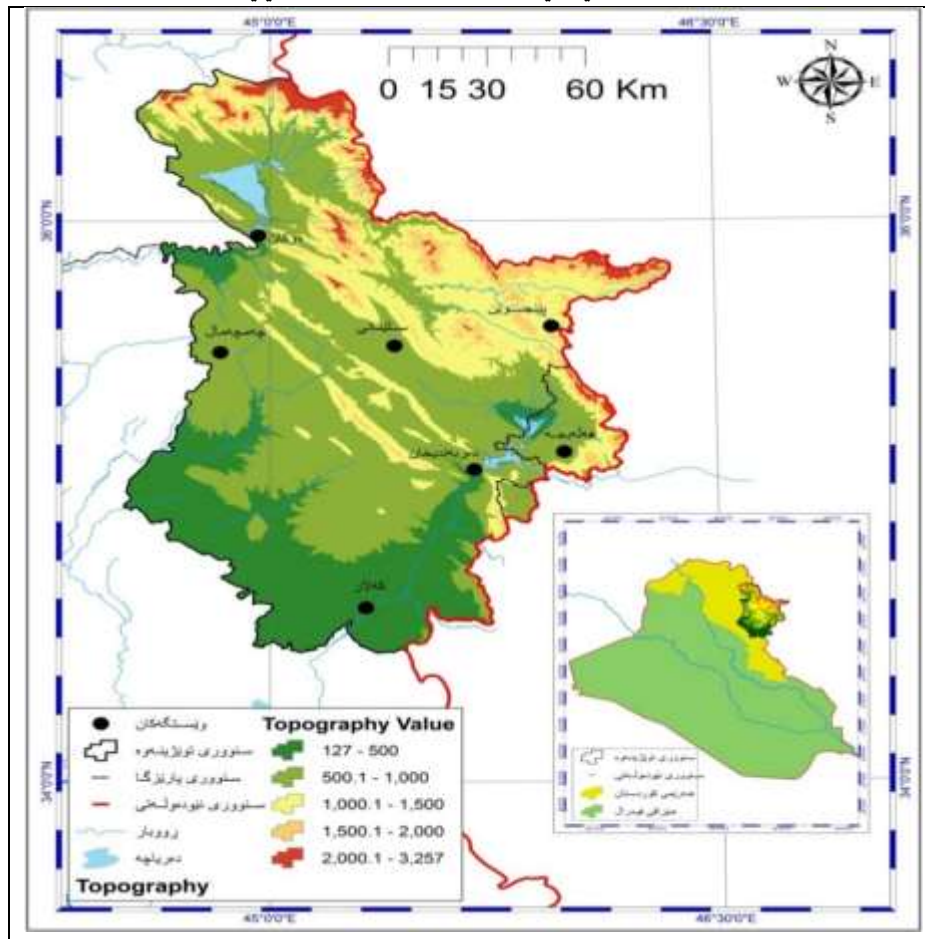 45°0'0"E
46°30'0"E
N
W
E
S
0 15 30 60 Km
36°0'0"N
36°0'0"N
پێنجوێن
سلێمانی
چەمچەماڵ
هەڵەبجە
دەربەندیخان
کەلار
وێستگەکان
سنووری توێژینەوە
سنووری پارێزگا
سنووری نێودەوڵەتی
ڕووبار
دەریاچە
Topography
Topography Value
127 - 500
500.1 - 1,000
1,000.1 - 1,500
1,500.1 - 2,000
2,000.1 - 3,257
سنووری توێژینەوە
سنووری نێودەوڵەتی
هەرێمی کوردستان
عێراقی فیدراڵ
34°0'0"N
34°0'0"N
45°0'0"E
46°30'0"E